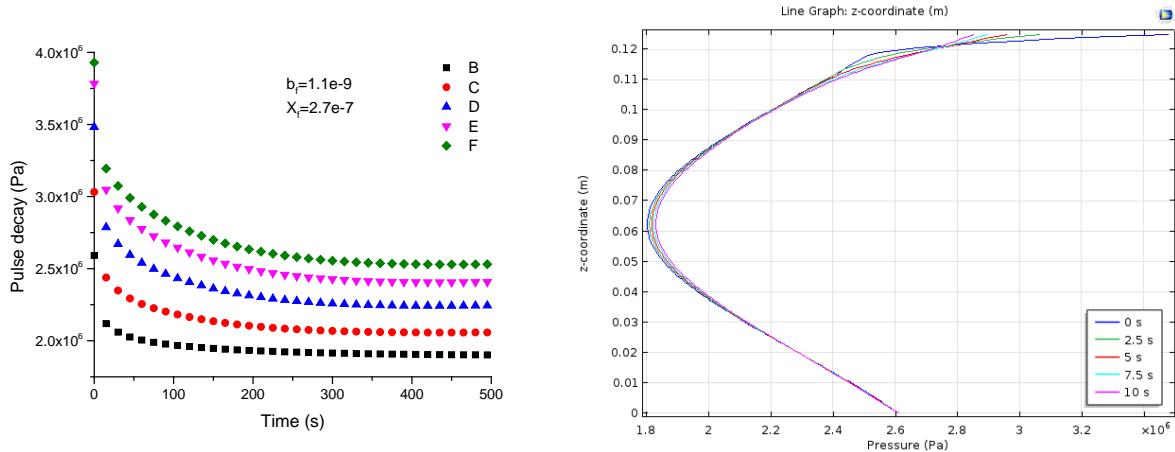 4.0x10⁶
3.5x10⁶
3.0x10⁶
2.5x10⁶
2.0x10⁶
Pulse decay (Pa)
0 100 200 300 400 500
Time (s)
b_f=1.1e-9
X_f=2.7e-7
B
C
D
E
F
Line Graph: z-coordinate (m)
0.12
0.11
0.1
0.09
0.08
0.07
0.06
0.05
0.04
0.03
0.02
0.01
0
z-coordinate (m)
1.8 2 2.2 2.4 2.6 2.8 3 3.2 ×10⁶
Pressure (Pa)
0 s
2.5 s
5 s
7.5 s
10 s